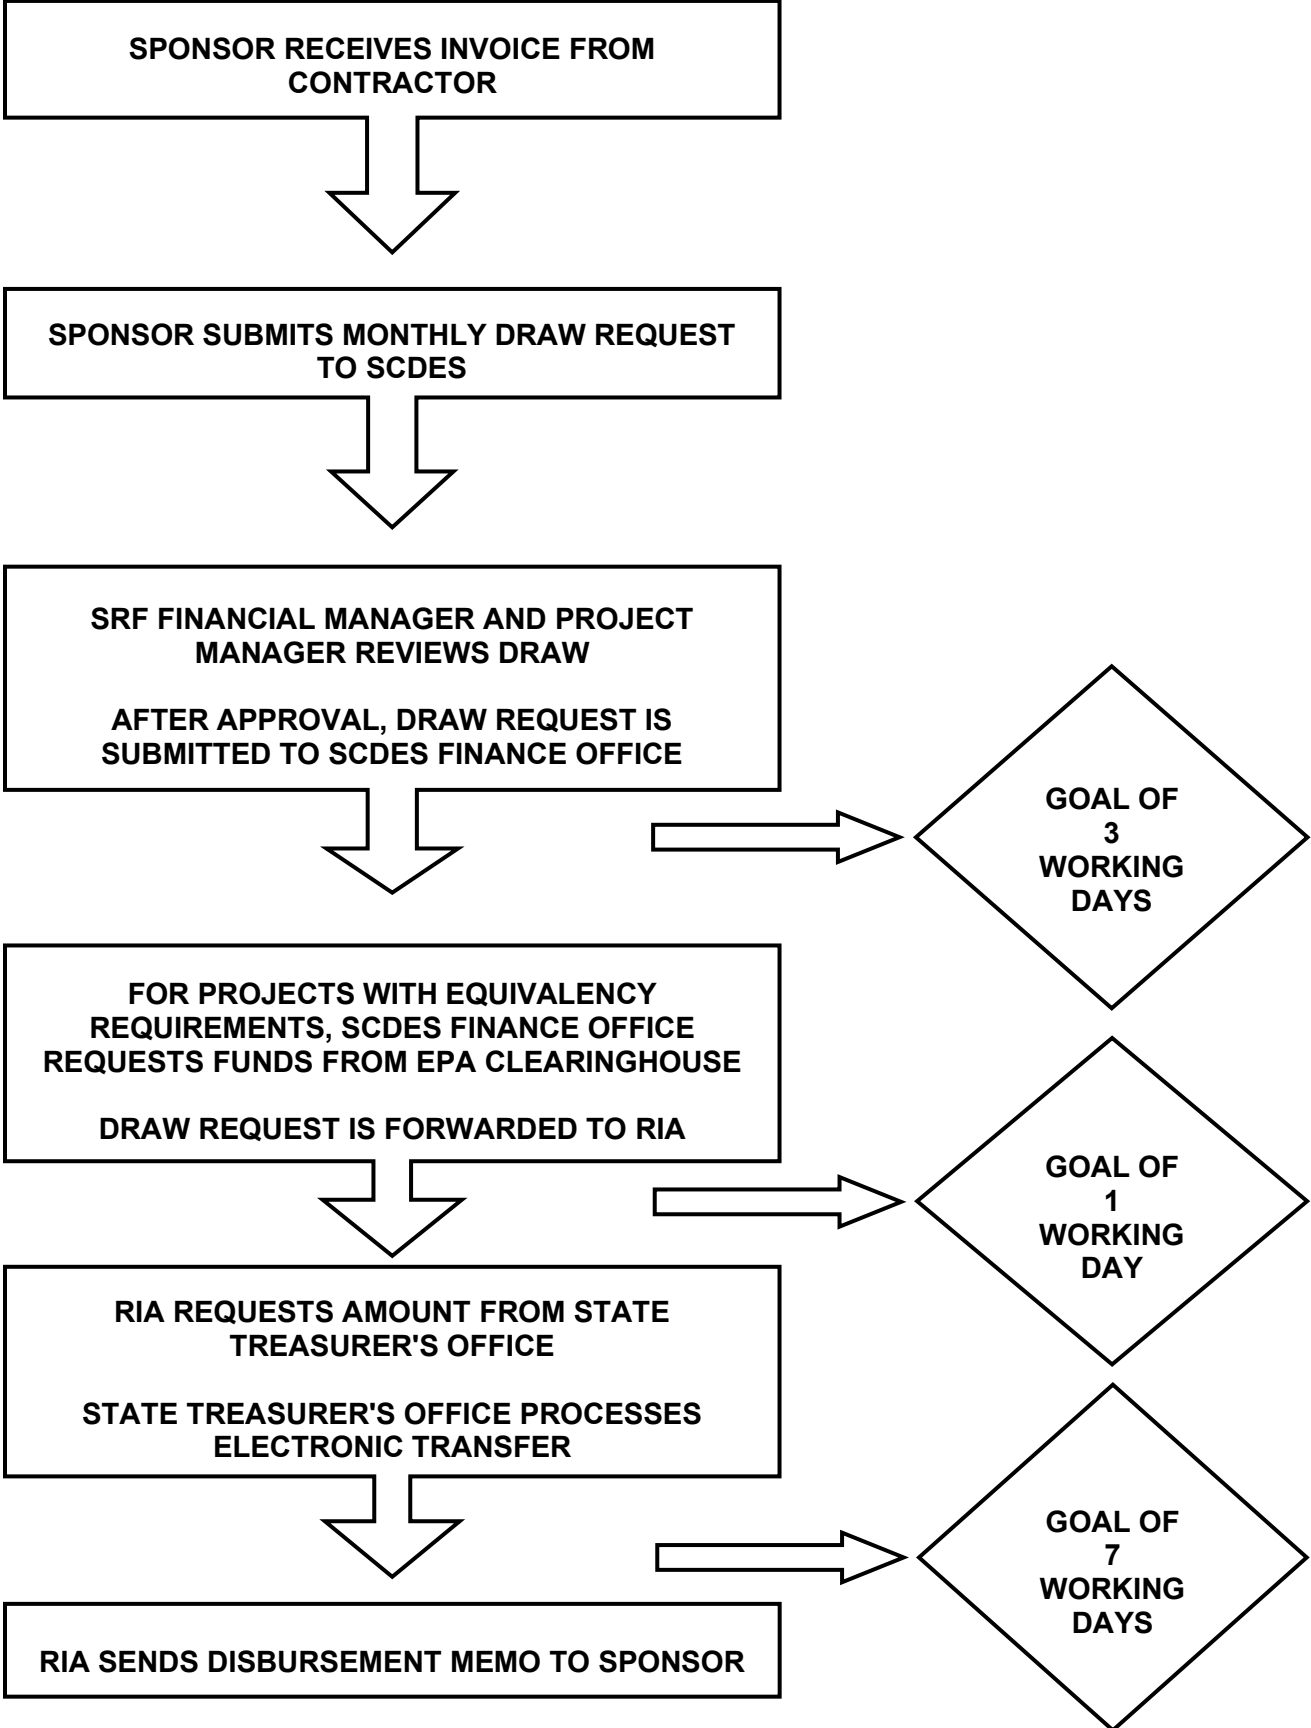 SPONSOR RECEIVES INVOICE FROM
CONTRACTOR
SPONSOR SUBMITS MONTHLY DRAW REQUEST
TO SCDES
SRF FINANCIAL MANAGER AND PROJECT
MANAGER REVIEWS DRAW
AFTER APPROVAL, DRAW REQUEST IS
SUBMITTED TO SCDES FINANCE OFFICE
GOAL OF
3
WORKING
DAYS
FOR PROJECTS WITH EQUIVALENCY
REQUIREMENTS, SCDES FINANCE OFFICE
REQUESTS FUNDS FROM EPA CLEARINGHOUSE
DRAW REQUEST IS FORWARDED TO RIA
GOAL OF
1
WORKING
DAY
RIA REQUESTS AMOUNT FROM STATE
TREASURER'S OFFICE
STATE TREASURER'S OFFICE PROCESSES
ELECTRONIC TRANSFER
GOAL OF
7
WORKING
DAYS
RIA SENDS DISBURSEMENT MEMO TO SPONSOR